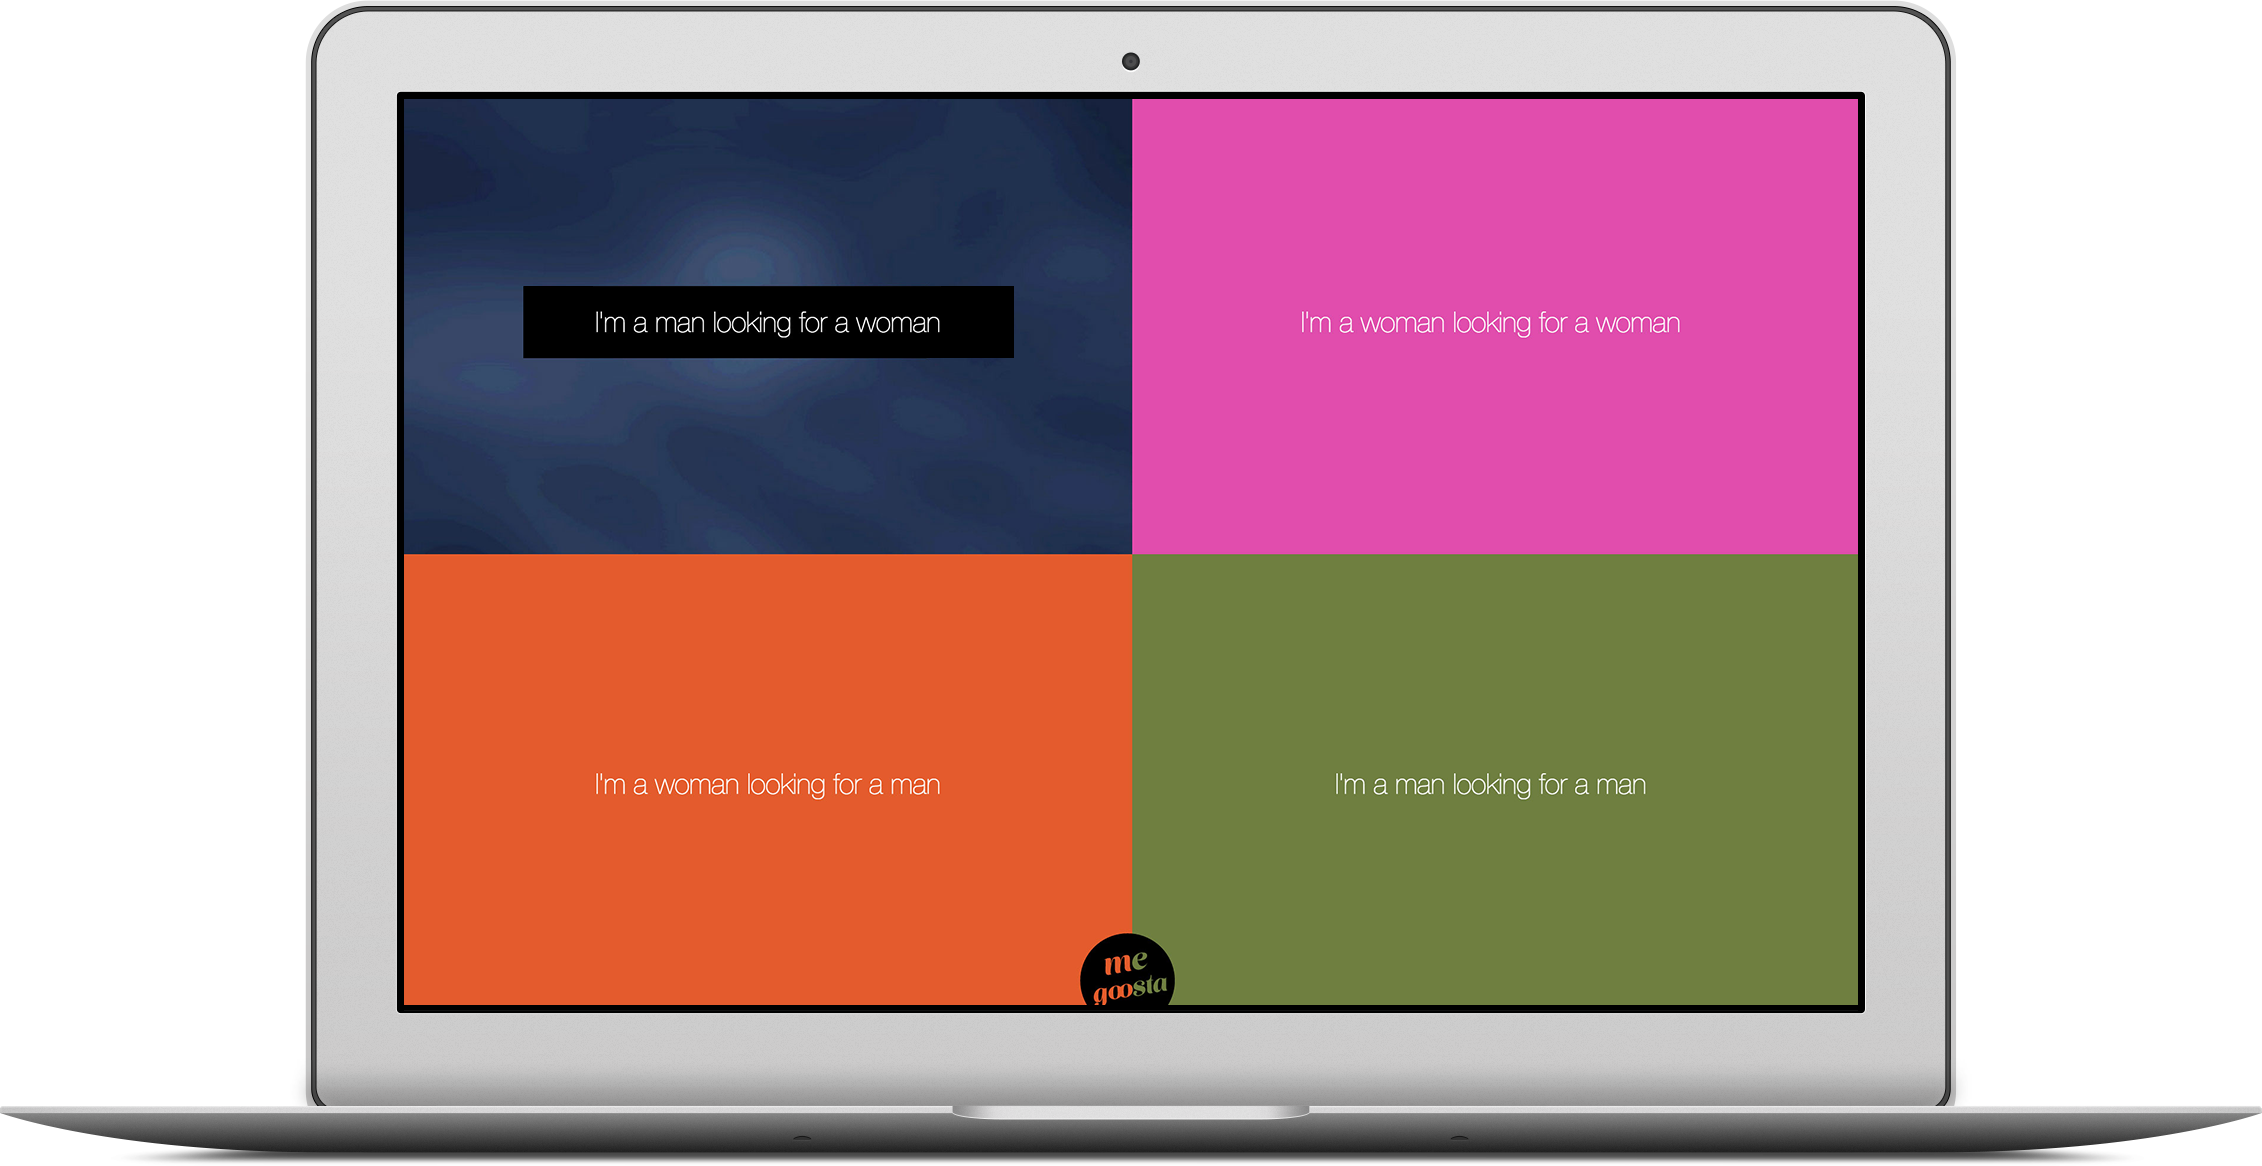 I'm a man looking for a woman
I'm a woman looking for a woman
I'm a woman looking for a man
I'm a man looking for a man
me
goosta